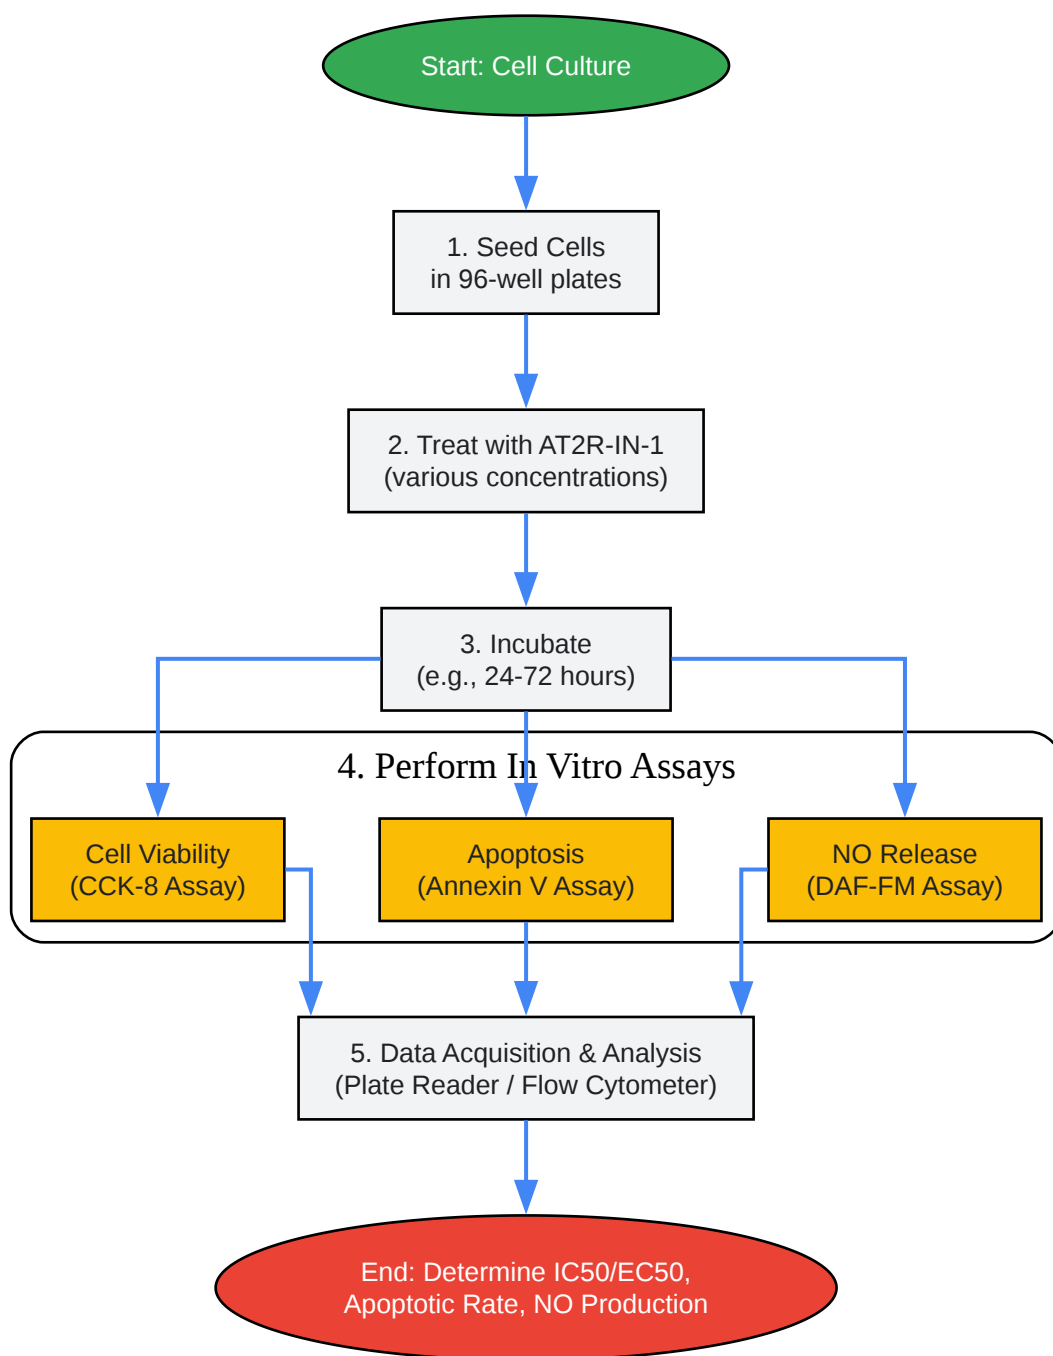 Start: Cell Culture
1. Seed Cells
in 96-well plates
2. Treat with AT2R-IN-1
(various concentrations)
3. Incubate
(e.g., 24-72 hours)
4. Perform In Vitro Assays
Cell Viability
(CCK-8 Assay)
Apoptosis
(Annexin V Assay)
NO Release
(DAF-FM Assay)
5. Data Acquisition & Analysis
(Plate Reader / Flow Cytometer)
End: Determine IC50/EC50,
Apoptotic Rate, NO Production